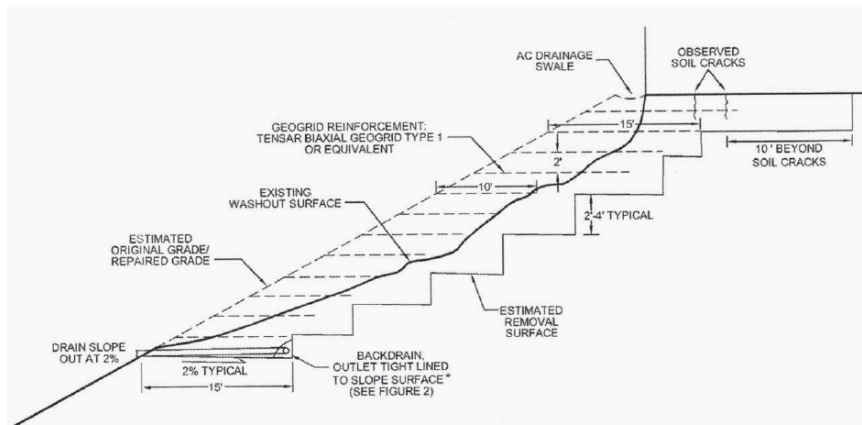 AC DRAINAGE
SWALE
OBSERVED
SOIL CRACKS
GEOGRID REINFORCEMENT:
TENSAR BIAXIAL GEOGRID TYPE 1
OR EQUIVALENT
15'
2'
10' BEYOND
SOIL CRACKS
10'
EXISTING
WASHOUT SURFACE
2'-4' TYPICAL
ESTIMATED
ORIGINAL GRADE/
REPAIRED GRADE
ESTIMATED
REMOVAL
SURFACE
DRAIN SLOPE
OUT AT 2%
2% TYPICAL
15'
BACKDRAIN,
OUTLET TIGHT LINED
TO SLOPE SURFACE*
(SEE FIGURE 2)